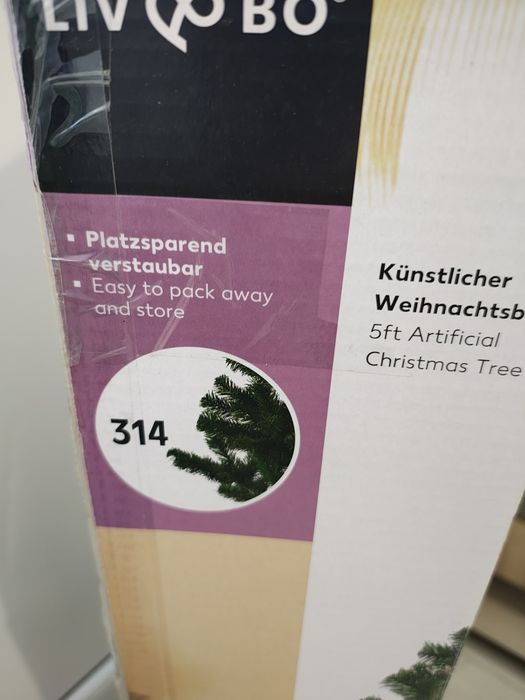 LIV & BO®
▪ Platzsparend
verstaubar
▪ Easy to pack away
and store
314
Künstlicher
Weihnachtsb
5ft Artificial
Christmas Tree